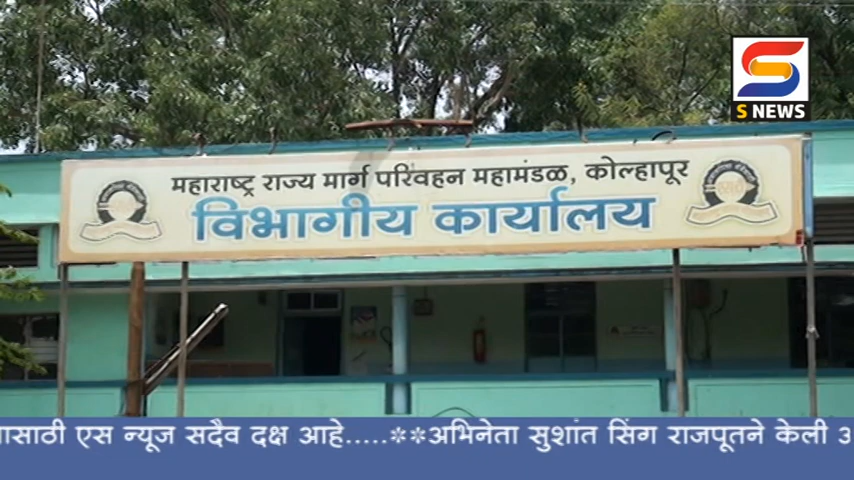 S NEWS
महाराष्ट्र राज्य मार्ग परिवहन महामंडळ, कोल्हापूर
विभागीय कार्यालय
ासाठी एस न्यूज सदैव दक्ष आहे.....**अभिनेता सुशांत सिंग राजपूतने केली